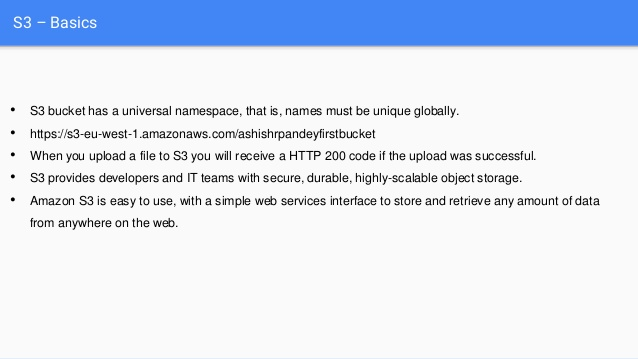 S3 – Basics
• S3 bucket has a universal namespace, that is, names must be unique globally.
• https://s3-eu-west-1.amazonaws.com/ashishrpandeyfirstbucket
• When you upload a file to S3 you will receive a HTTP 200 code if the upload was successful.
• S3 provides developers and IT teams with secure, durable, highly-scalable object storage.
• Amazon S3 is easy to use, with a simple web services interface to store and retrieve any amount of data
from anywhere on the web.